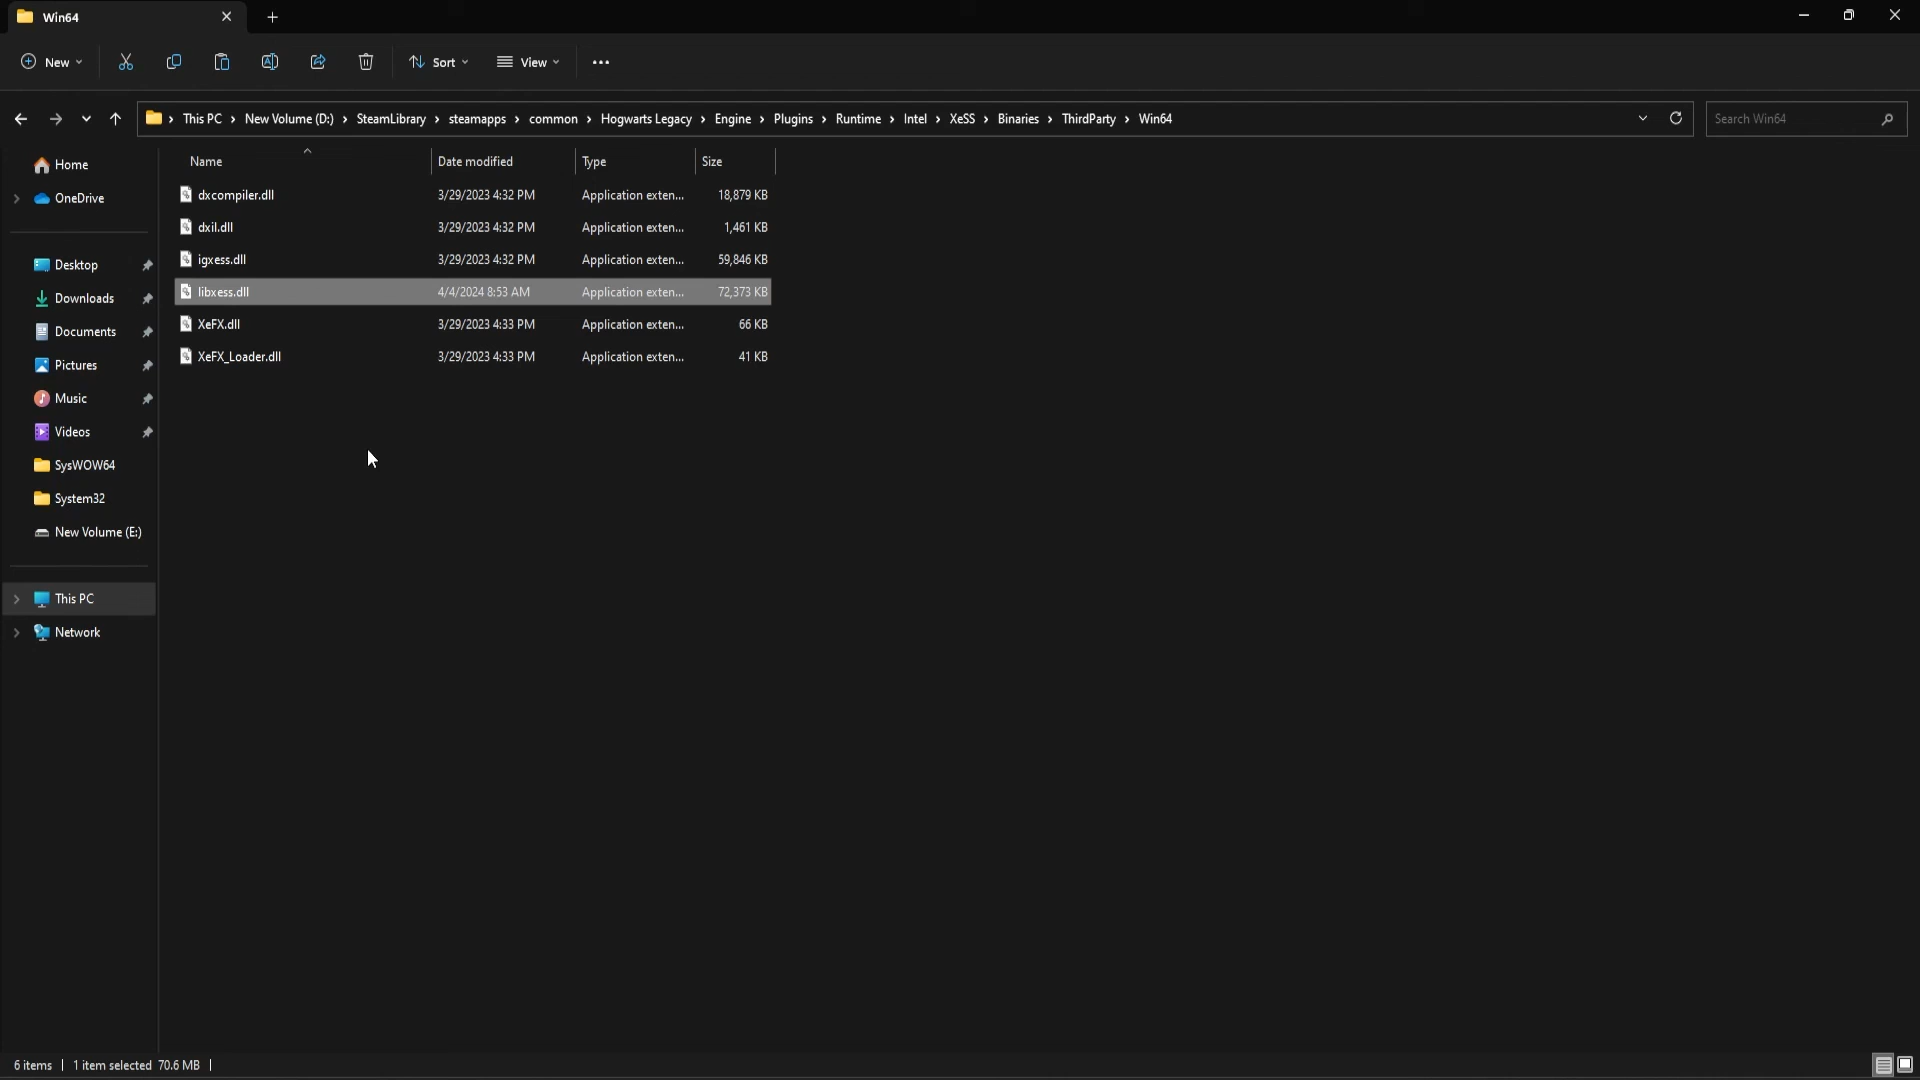 Win64
New
Sort
View
This PC > New Volume (D:) > SteamLibrary > steamapps > common > Hogwarts Legacy > Engine > Plugins > Runtime > Intel > XeSS > Binaries > ThirdParty > Win64
Search Win64
Name Date modified Type Size
dxcompiler.dll 3/29/2023 4:32 PM Application exten... 18,879 KB
dxil.dll 3/29/2023 4:32 PM Application exten... 1,461 KB
igxess.dll 3/29/2023 4:32 PM Application exten... 59,846 KB
libxess.dll 4/4/2024 8:53 AM Application exten... 72,373 KB
XeFX.dll 3/29/2023 4:33 PM Application exten... 66 KB
XeFX_Loader.dll 3/29/2023 4:33 PM Application exten... 41 KB
Home
OneDrive
Desktop
Downloads
Documents
Pictures
Music
Videos
SysWOW64
System32
New Volume (E:)
This PC
Network
6 items
1 item selected 70.6 MB